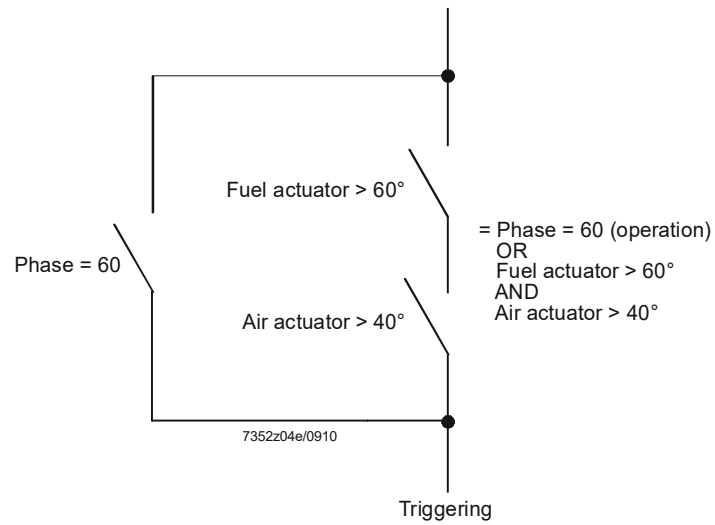 Fuel actuator > 60°
= Phase = 60 (operation)
OR
Fuel actuator > 60°
AND
Air actuator > 40°
Phase = 60
Air actuator > 40°
7352z04e/0910
Triggering